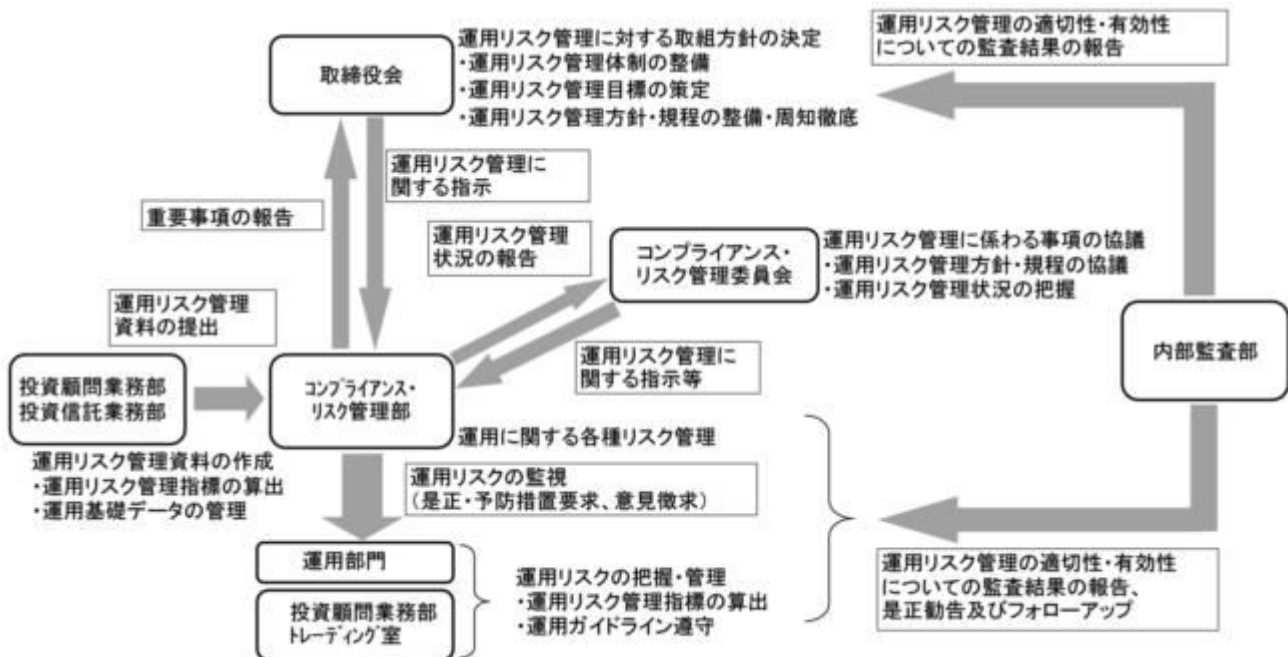 運用リスク管理に対する取組方針の決定
・運用リスク管理体制の整備
・運用リスク管理目標の策定
・運用リスク管理方針・規程の整備・周知徹底
取締役会
運用リスク管理の適切性・有効性
についての監査結果の報告
運用リスク管理に
関する指示
重要事項の報告
運用リスク管理
状況の報告
コンプライアンス・
リスク管理委員会
運用リスク管理に係わる事項の協議
・運用リスク管理方針・規程の協議
・運用リスク管理状況の把握
運用リスク管理
資料の提出
運用リスク管理に
関する指示等
内部監査部
投資顧問業務部
投資信託業務部
コンプライアンス・
リスク管理部
運用に関する各種リスク管理
運用リスク管理資料の作成
・運用リスク管理指標の算出
・運用基礎データの管理
運用リスクの監視
(是正・予防措置要求、意見徴求)
運用部門
投資顧問業務部
トレーディング室
運用リスクの把握・管理
・運用リスク管理指標の算出
・運用ガイドライン遵守
運用リスク管理の適切性・有効性
についての監査結果の報告、
是正勧告及びフォローアップ